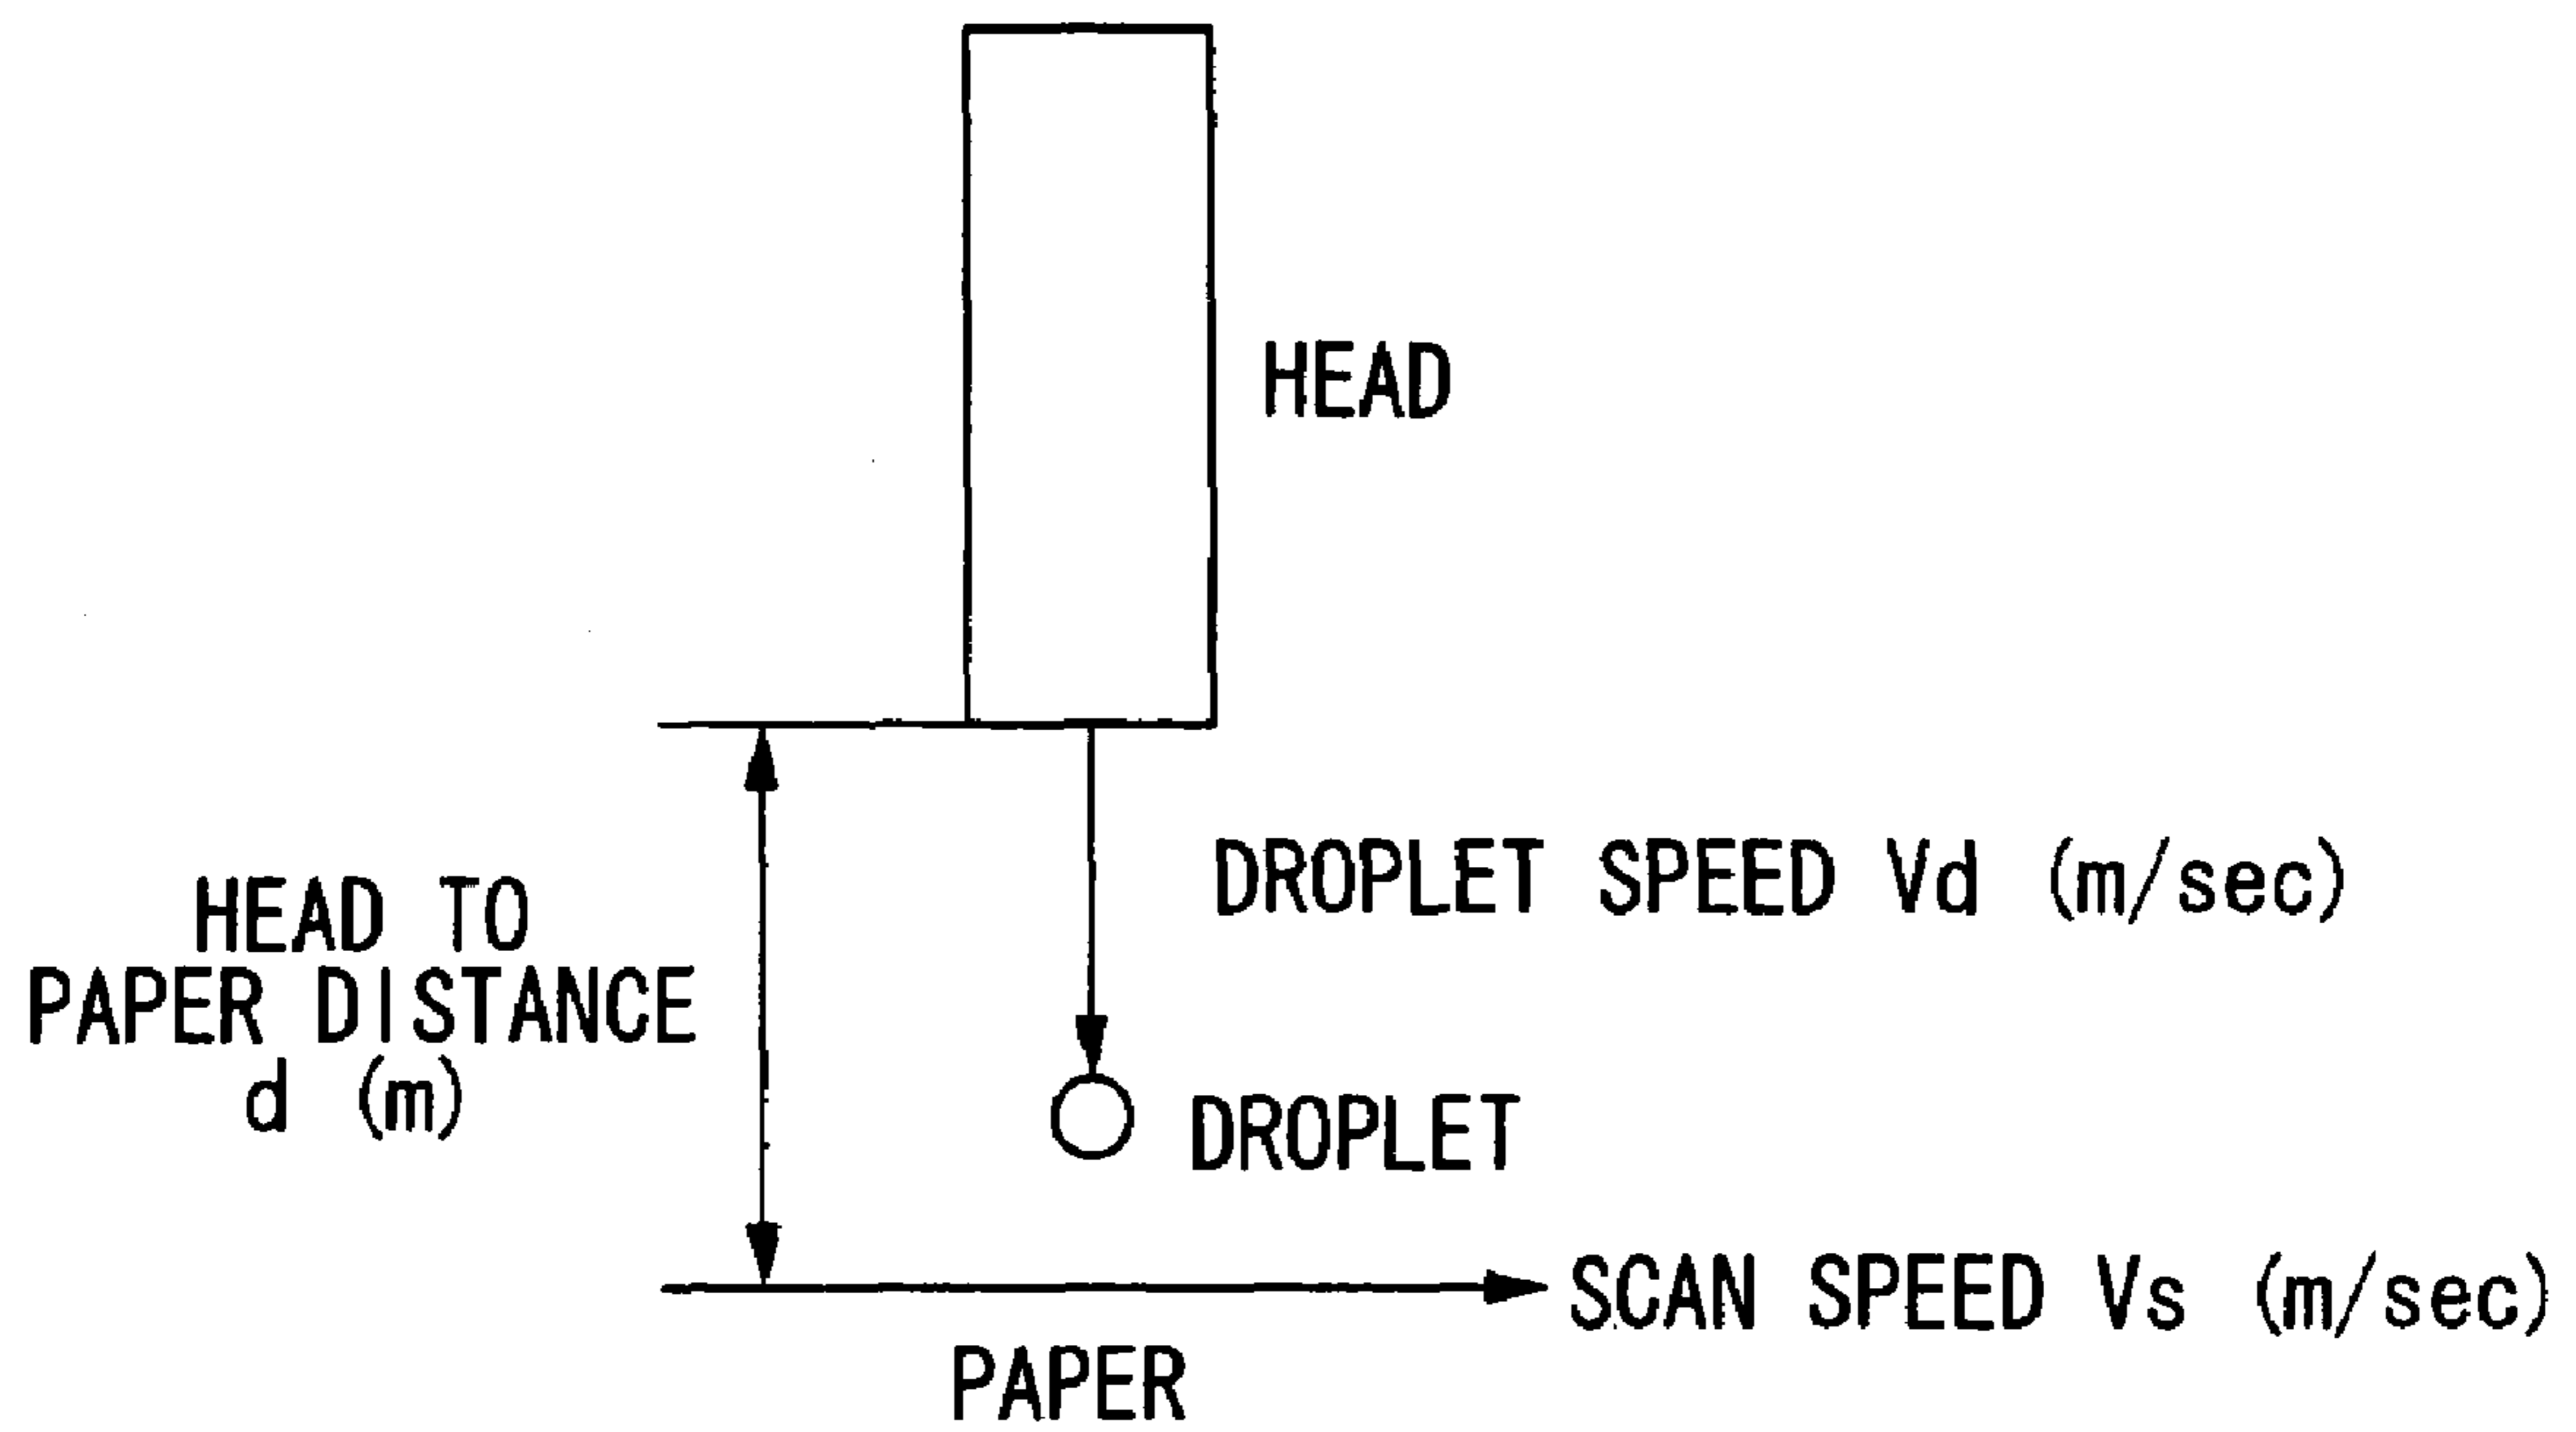 HEAD
DROPLET SPEED Vd (m/sec)
HEAD TO
PAPER DISTANCE
d (m)
DROPLET
SCAN SPEED Vs (m/sec)
PAPER